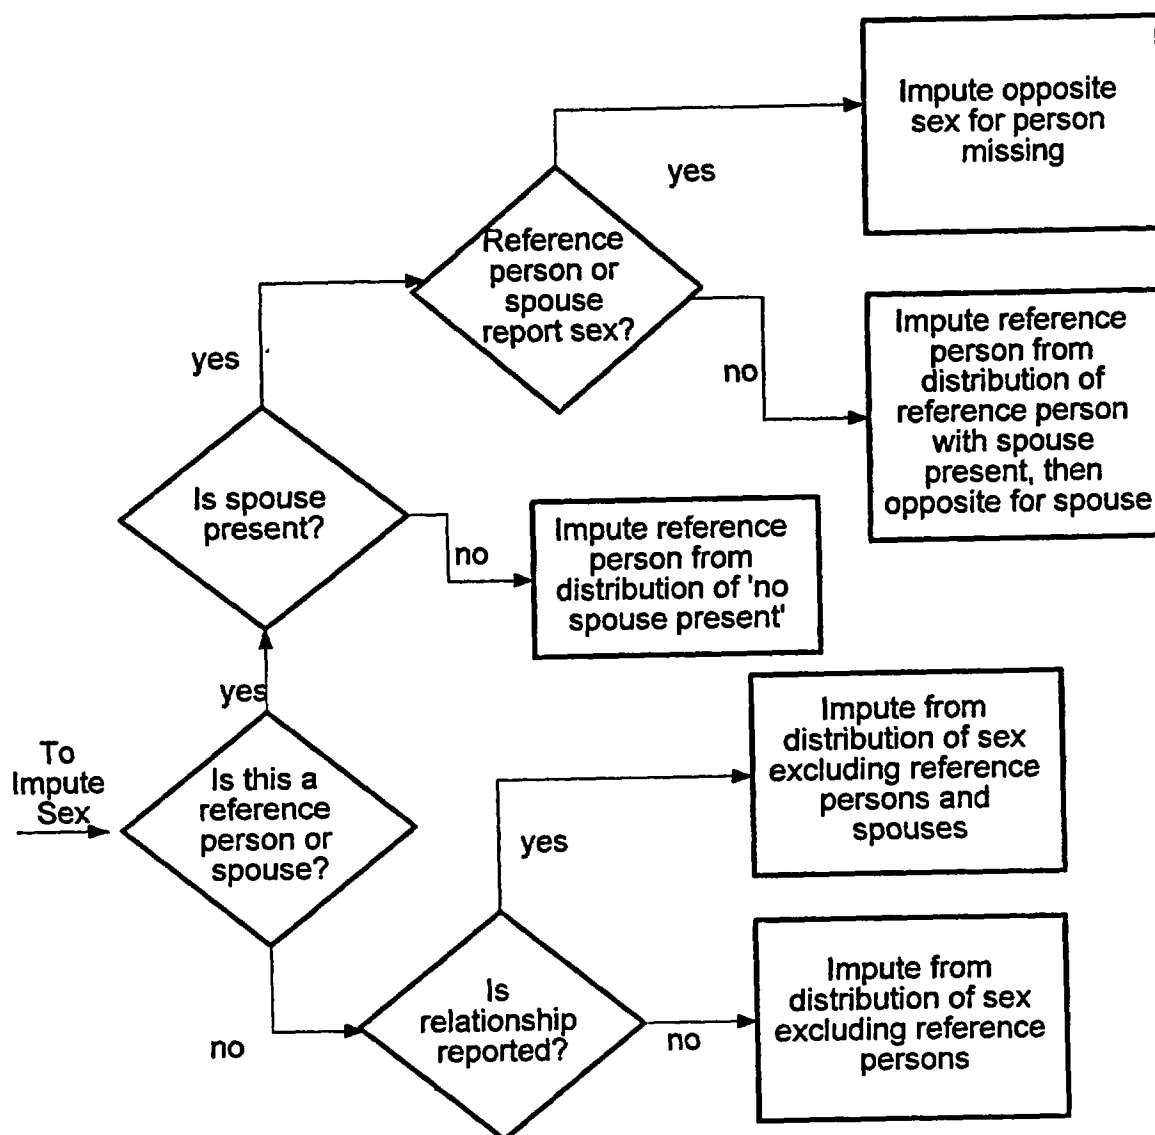 Impute opposite
sex for person
missing
yes
Reference
person or
spouse
report sex?
Impute reference
person from
distribution of
reference person
with spouse
present, then
opposite for spouse
yes
no
Is spouse
present?
no
Impute reference
person from
distribution of 'no
spouse present'
yes
To
Impute
Sex
Is this a
reference
person or
spouse?
Impute from
distribution of sex
excluding reference
persons and
spouses
yes
Is
relationship
reported?
no
no
Impute from
distribution of sex
excluding reference
persons